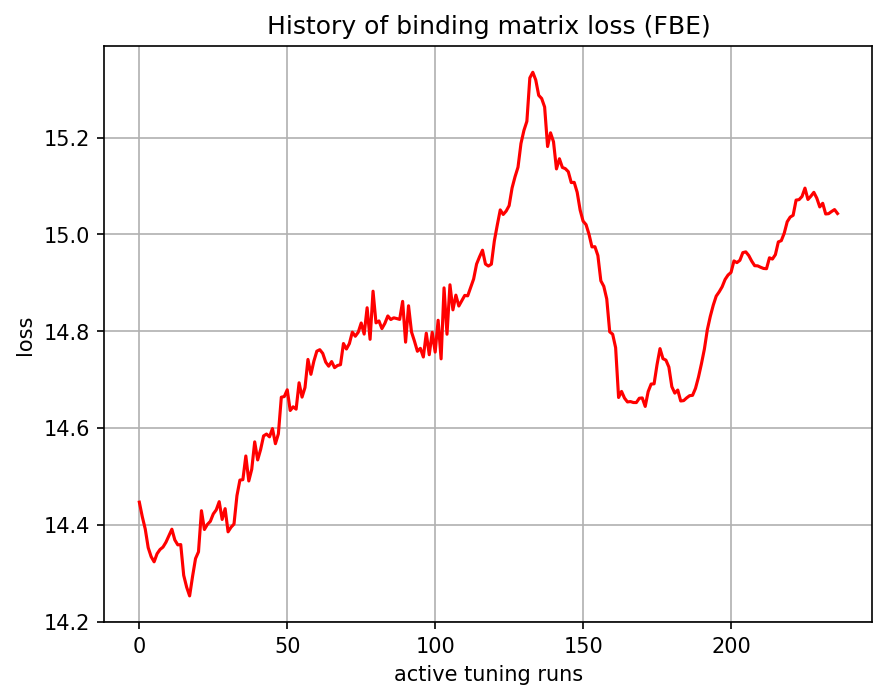 History of binding matrix loss (FBE)
loss
15.2
15.0
14.8
14.6
14.4
14.2
0 50 100 150 200
active tuning runs